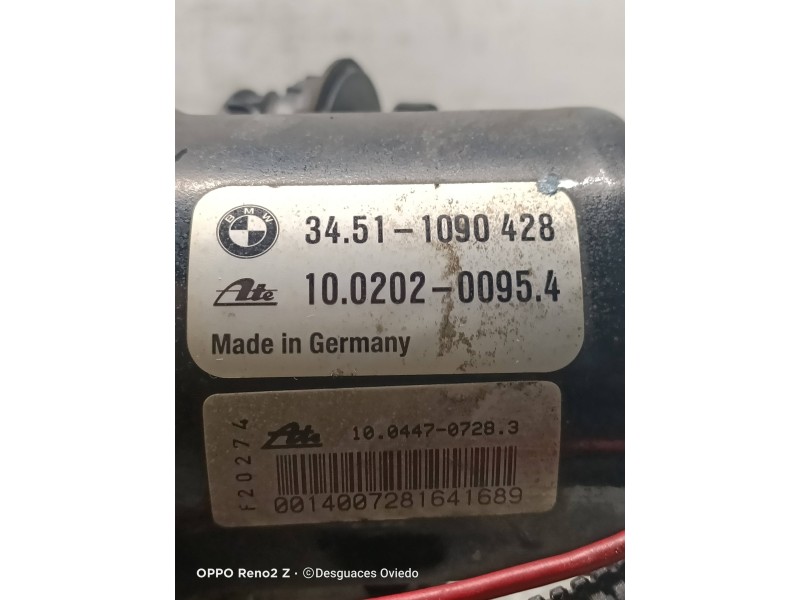 BMW
34.51-1090 428
Ate 10.0202-0095.4
Made in Germany
F20274
Ate 10.0447-0728.3
0014007281641689
OPPO Reno2 Z · ©Desguaces Oviedo